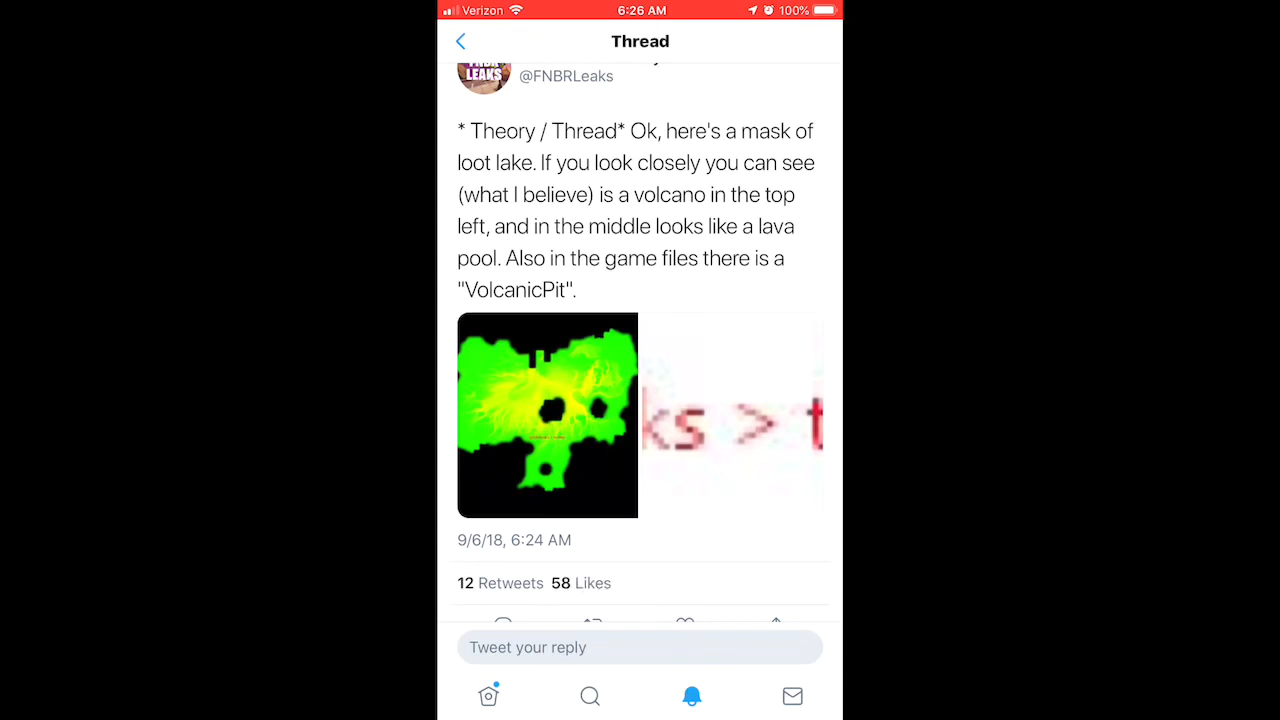 Verizon 6:26 AM 100%
Thread
LEAKS
@FNBRLeaks
* Theory / Thread* Ok, here's a mask of
loot lake. If you look closely you can see
(what I believe) is a volcano in the top
left, and in the middle looks like a lava
pool. Also in the game files there is a
"VolcanicPit".
ks > t
9/6/18, 6:24 AM
12 Retweets 58 Likes
Tweet your reply